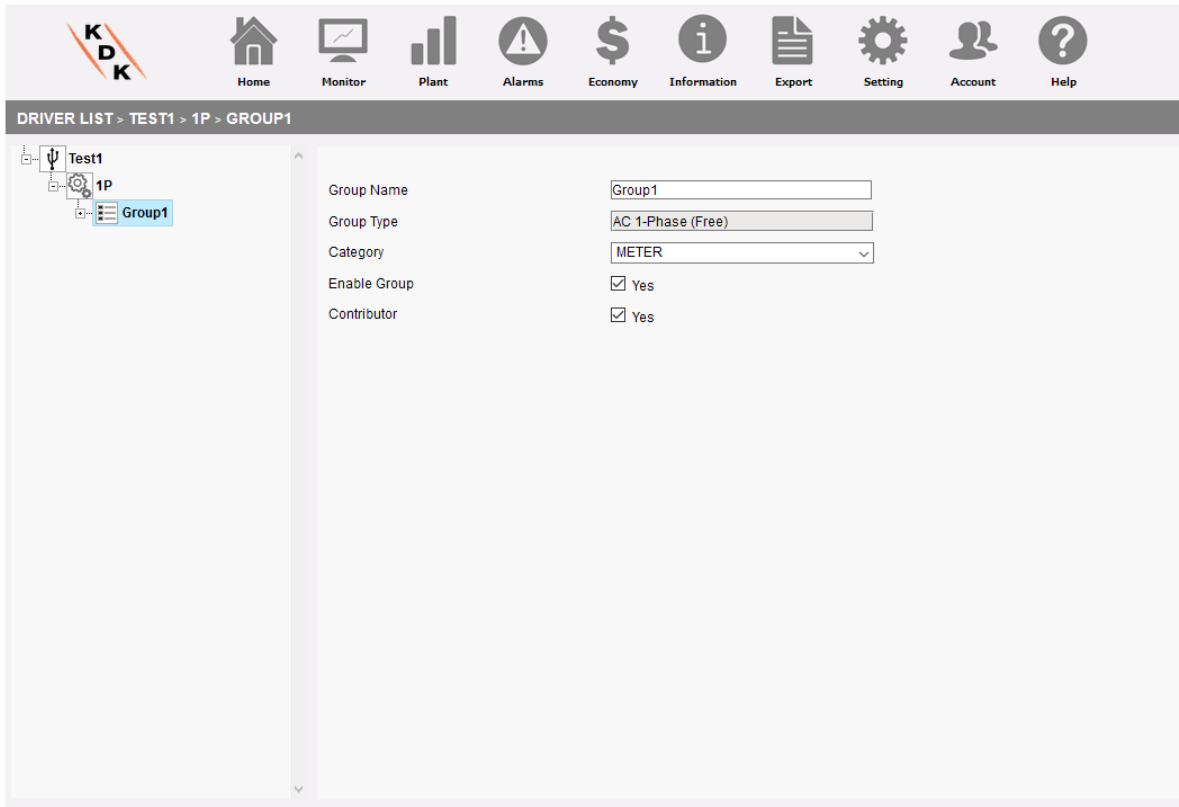 K
D
K
Home Monitor Plant Alarms Economy Information Export Setting Account Help
DRIVER LIST > TEST1 > 1P > GROUP1
Test1
1P
Group1
Group Name Group1
Group Type AC 1-Phase (Free)
Category METER
Enable Group Yes
Contributor Yes